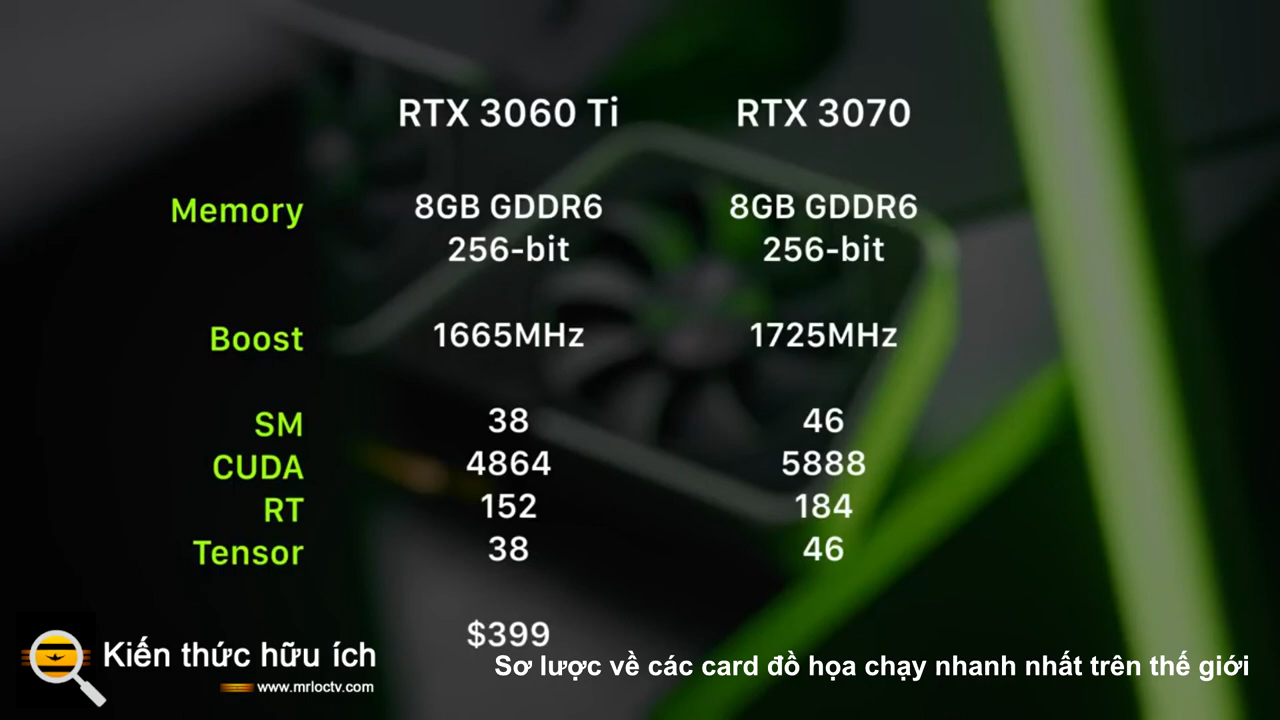 RTX 3060 Ti RTX 3070
Memory 8GB GDDR6 8GB GDDR6
256-bit 256-bit
Boost 1665MHz 1725MHz
SM 38 46
CUDA 4864 5888
RT 152 184
Tensor 38 46
$399
Kiến thức hữu ích
www.mrloctv.com
Sơ lược về các card đồ họa chạy nhanh nhất trên thế giới